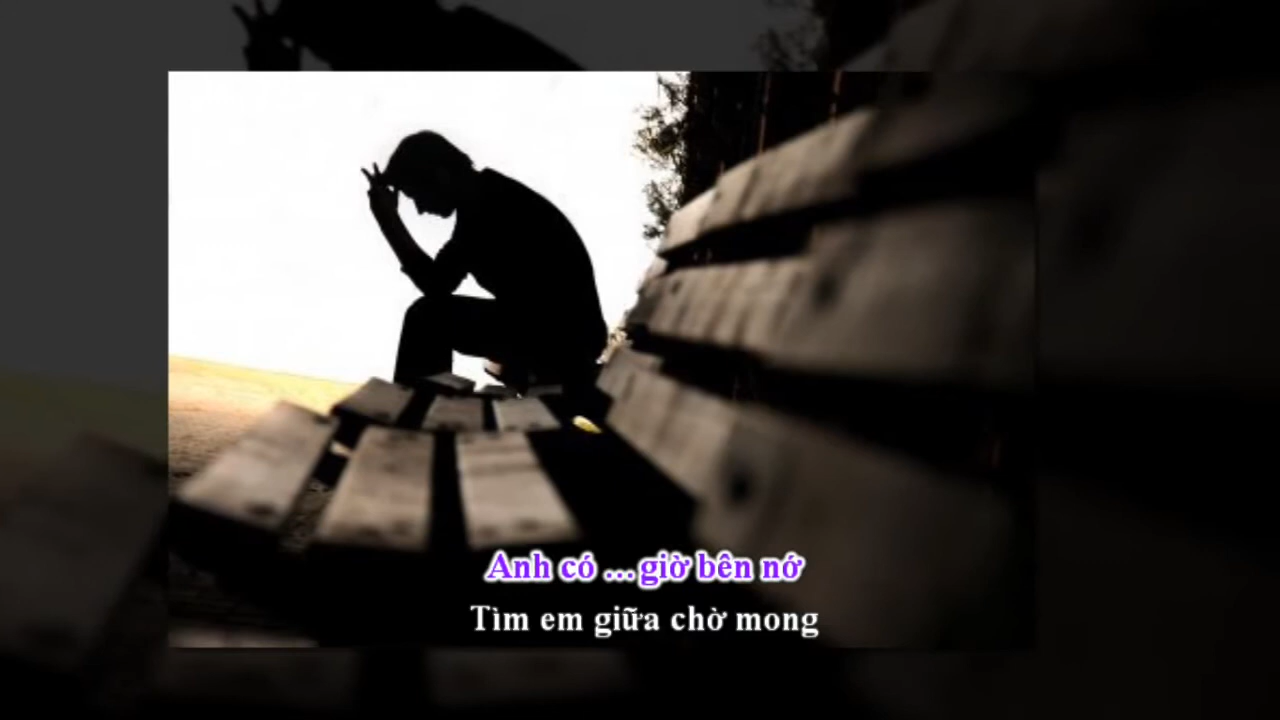 Anh có ... giờ bên nớ
Tìm em giữa chờ mong